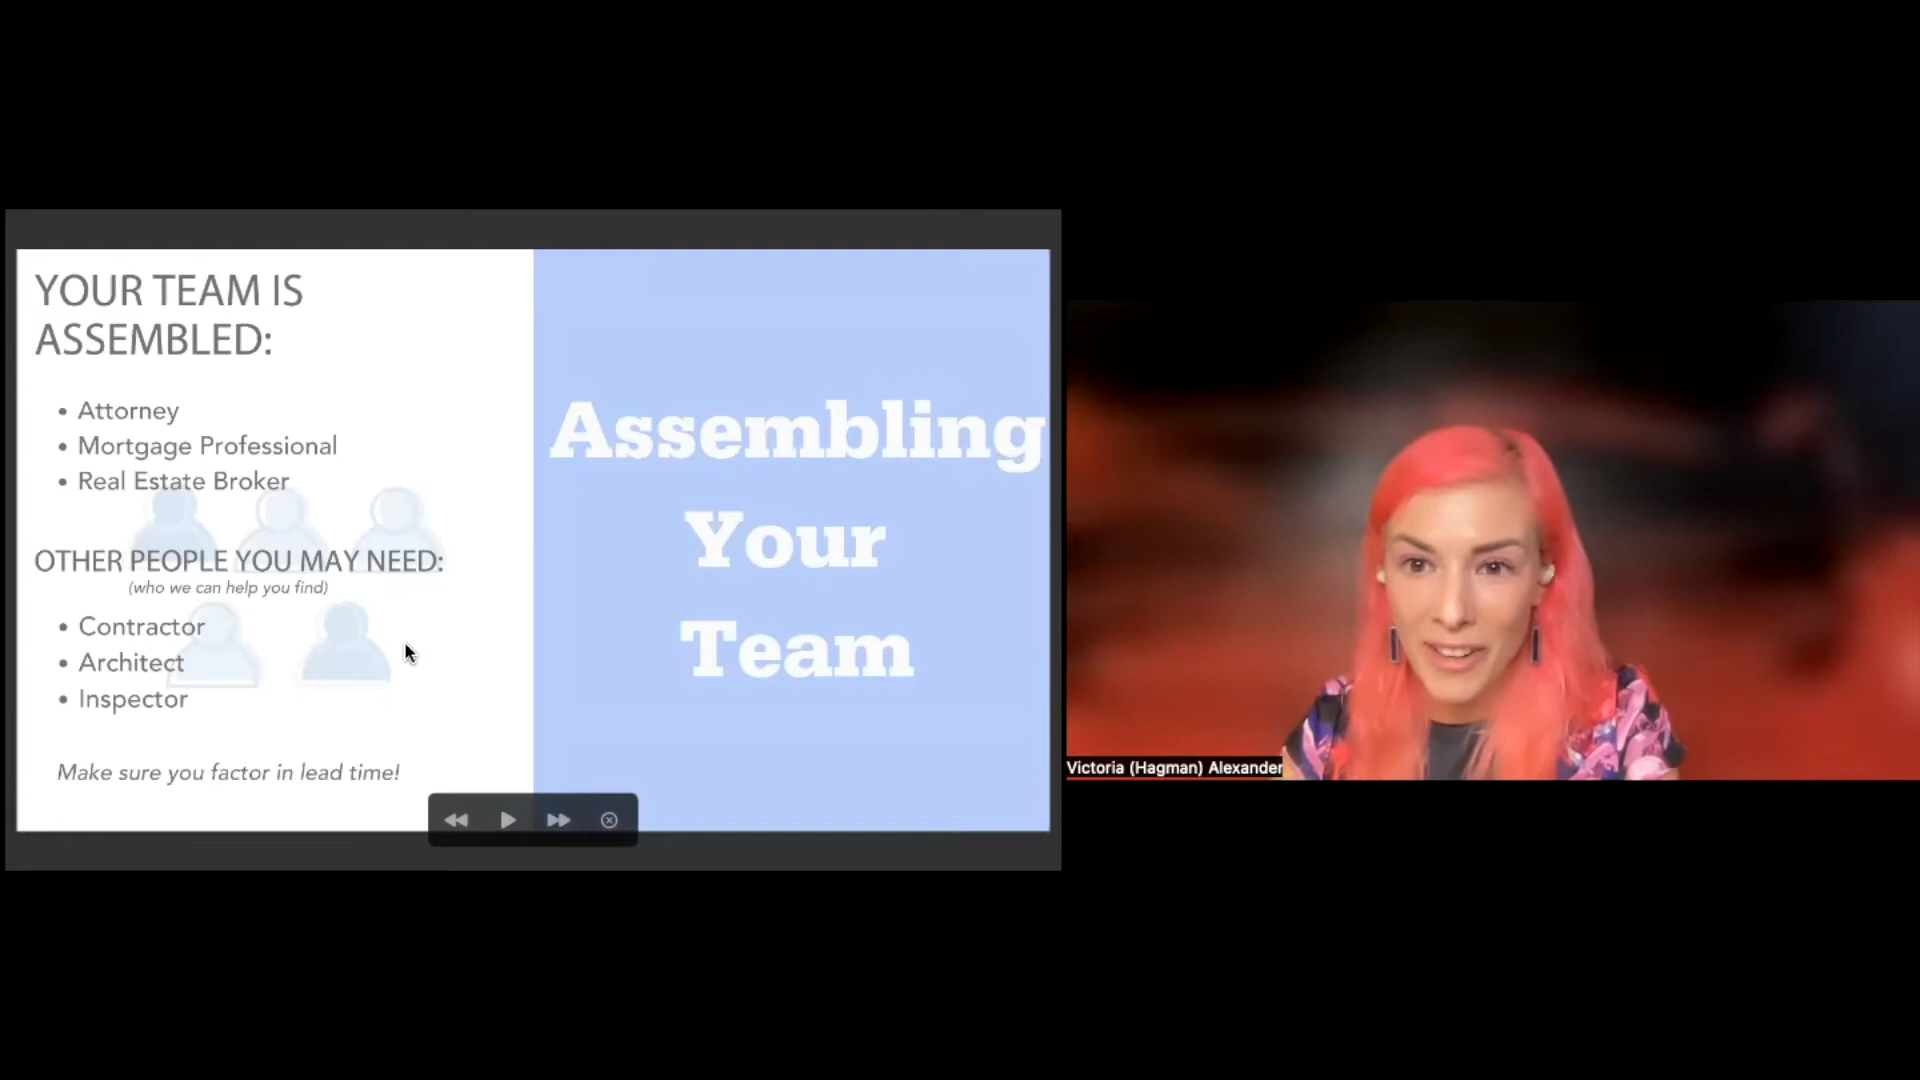 YOUR TEAM IS
ASSEMBLED:
• Attorney
• Mortgage Professional
• Real Estate Broker
OTHER PEOPLE YOU MAY NEED:
(who we can help you find)
• Contractor
• Architect
• Inspector
Make sure you factor in lead time!
Assembling
Your
Team
Victoria (Hagman) Alexander